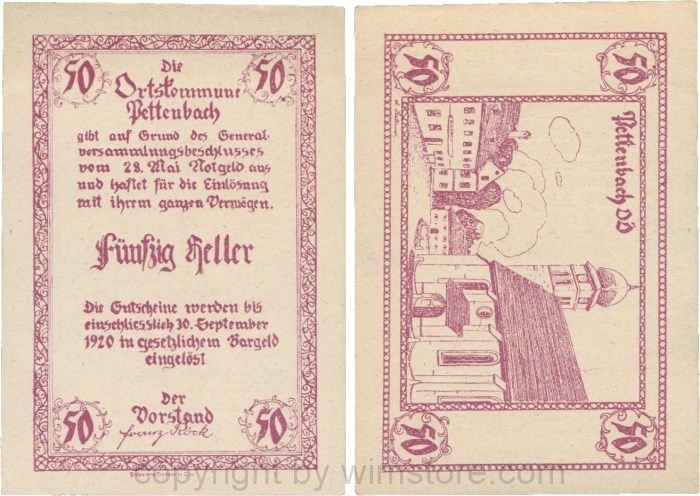 50 Die 50
Ortskommune
Pettenbach
gibt auf Grund des General-
versammlungsbeschlusses
vom 28. Mai Notgeld aus
und haftet für die Einlösung
mit ihrem ganzen Vermögen.
Fünfzig Heller
Die Gutscheine werden bis
einschliesslich 30. September
1920 in gesetzlichem Bargeld
eingelöst
50 Der 50
Vorstand
50 50
Pettenbach OÖ
50 50
copyright by wimstore.com